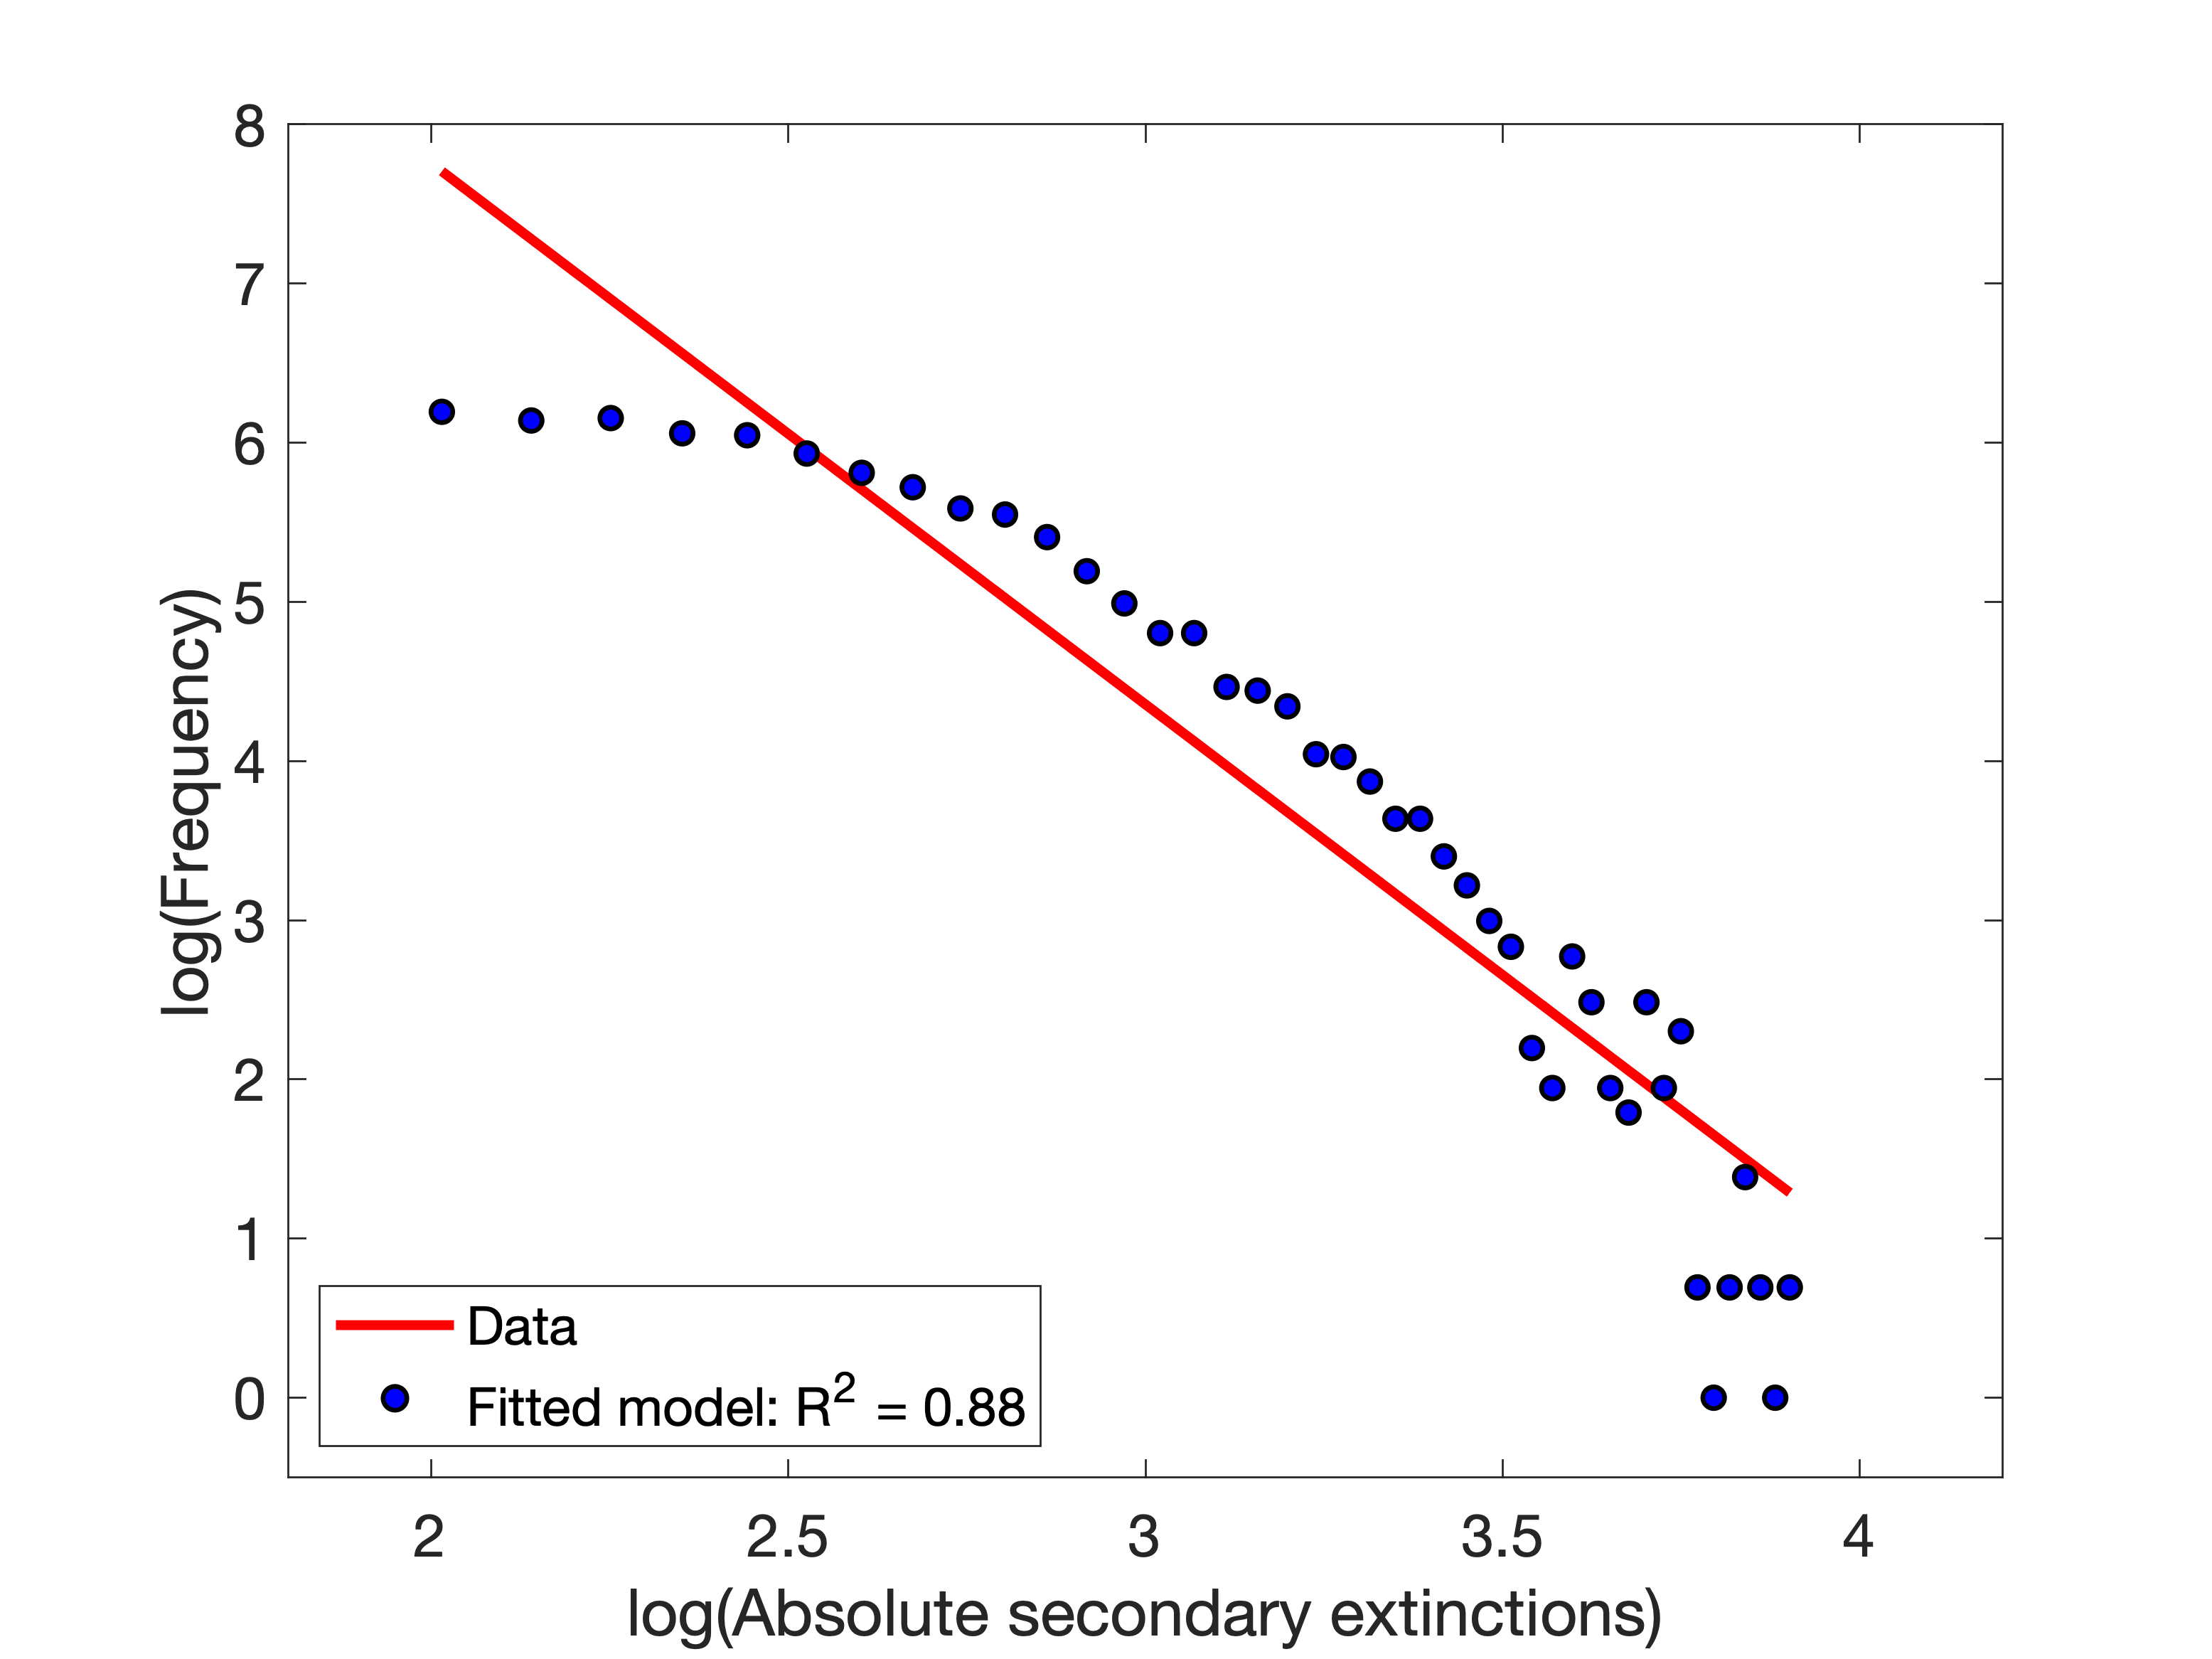 8
7
6
5
4
3
2
1
0
log(Frequency)
Data
Fitted model: R² = 0.88
2 2.5 3 3.5 4
log(Absolute secondary extinctions)